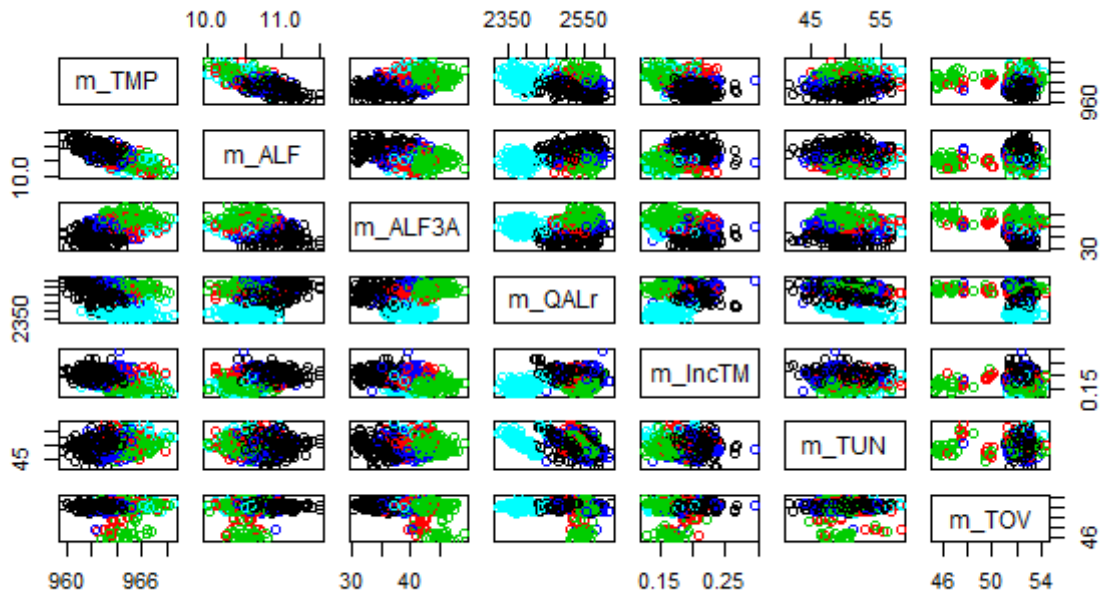 10.0 11.0 2350 2550 45 55
m_TMP 960
10.0 m_ALF
m_ALF3A 30
2350 m_QALr
m_IncTM 0.15
45 m_TUN
m_TOV 46
960 966 30 40 0.15 0.25 46 50 54